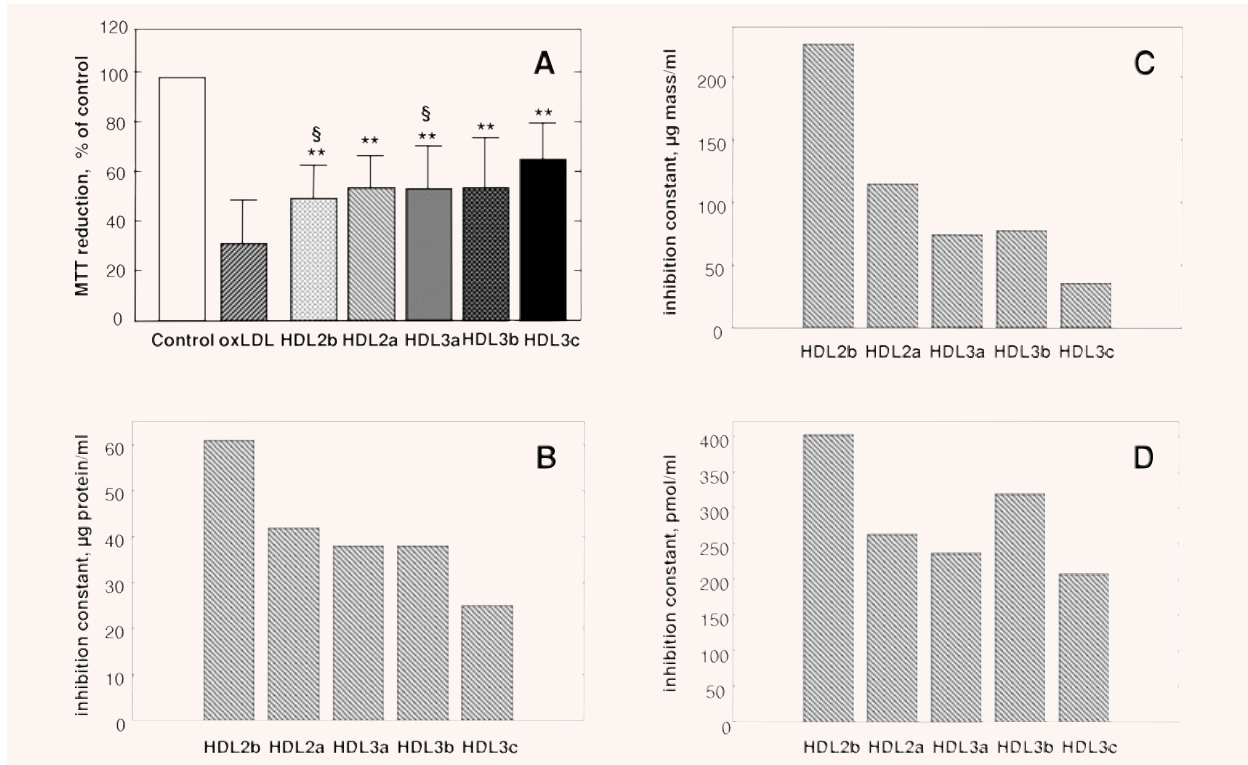 A
MTT reduction, % of control
120
100
80
60
40
20
0
§
**
**
§
**
**
**
Control oxLDL HDL2b HDL2a HDL3a HDL3b HDL3c
C
inhibition constant, µg mass/ml
200
150
100
50
0
HDL2b HDL2a HDL3a HDL3b HDL3c
B
inhibition constant, µg protein/ml
60
50
40
30
20
10
0
HDL2b HDL2a HDL3a HDL3b HDL3c
D
inhibition constant, pmol/ml
400
350
300
250
200
150
100
50
0
HDL2b HDL2a HDL3a HDL3b HDL3c